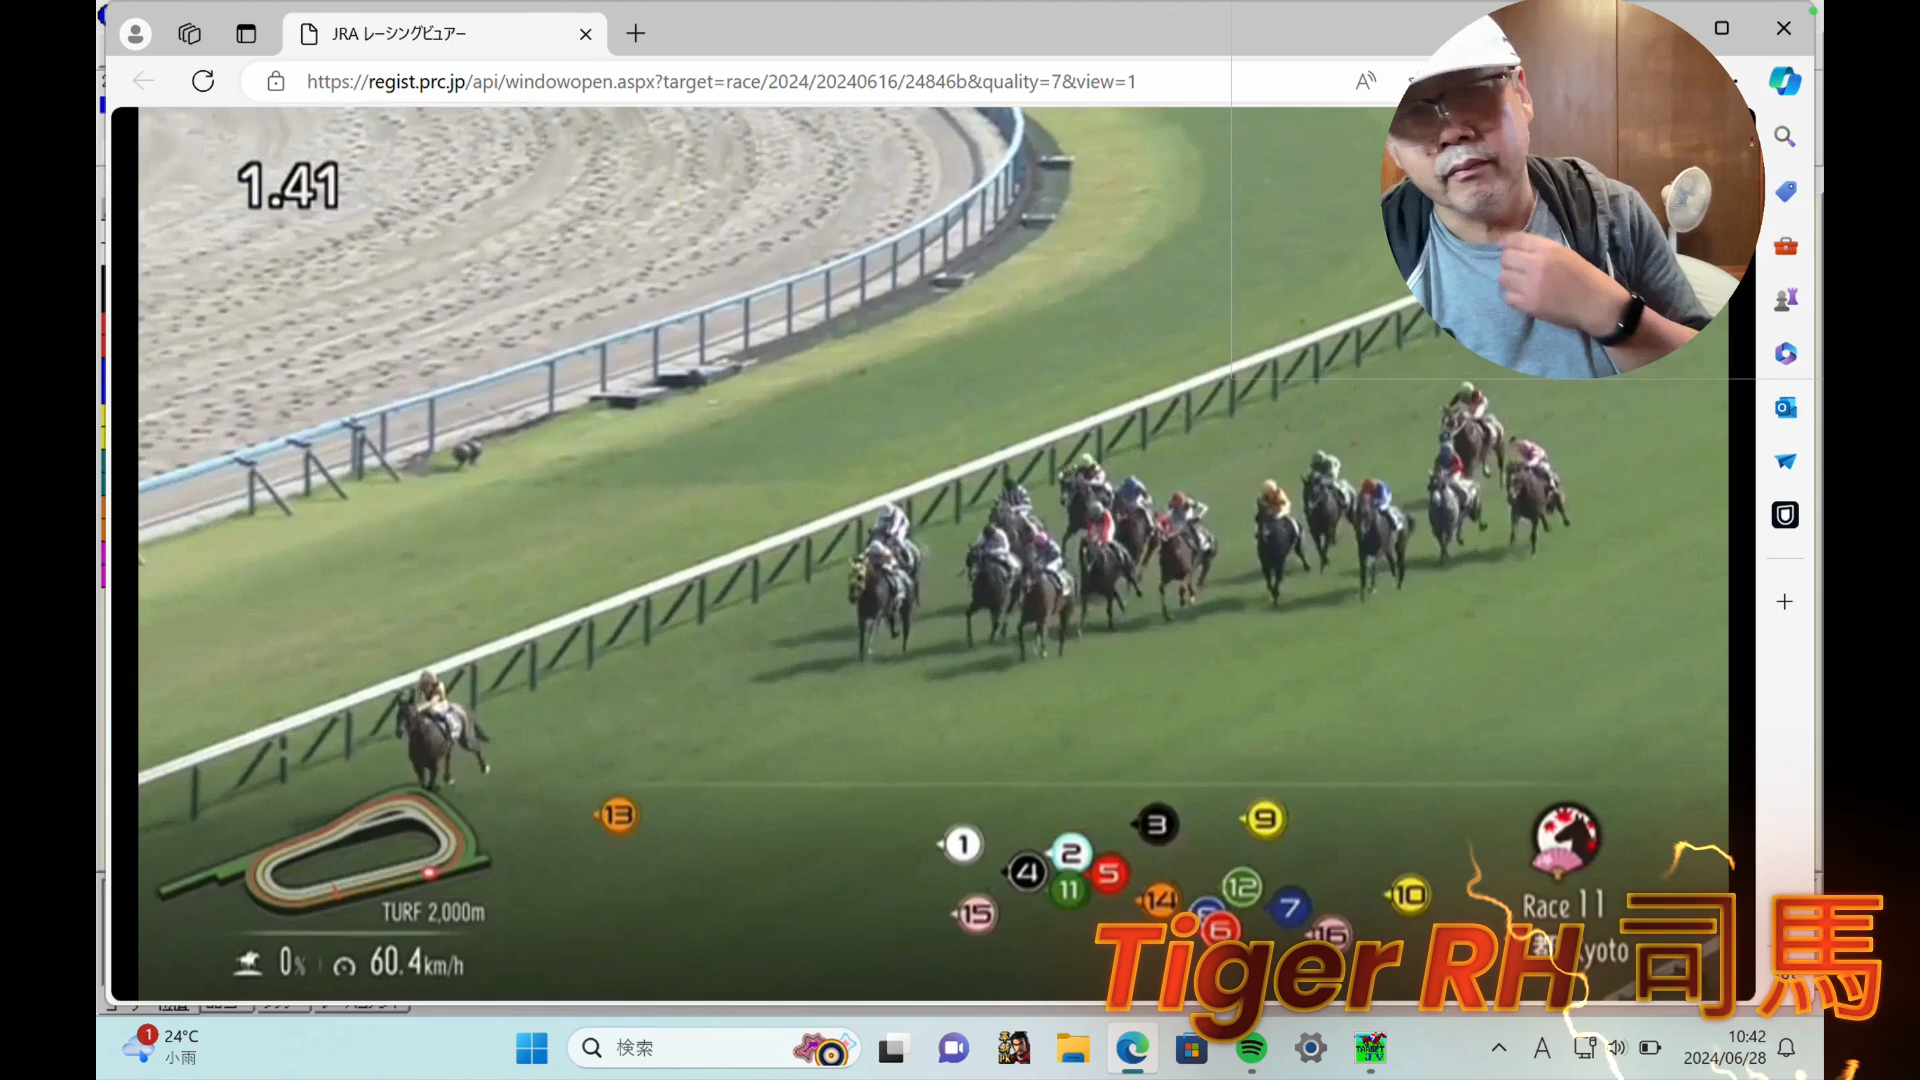 JRA レーシングビュアー
https://regist.prc.jp/api/windowopen.aspx?target=race/2024/20240616/24846b&quality=7&view=1
1.41
13
1
3
9
4
2
5
11
12
15
14
7
10
6
16
TURF 2,000m
0% 60.4km/h
Race 11
Tiger RH 司馬
1
24°C
小雨
検索
A
10:42
2024/06/28